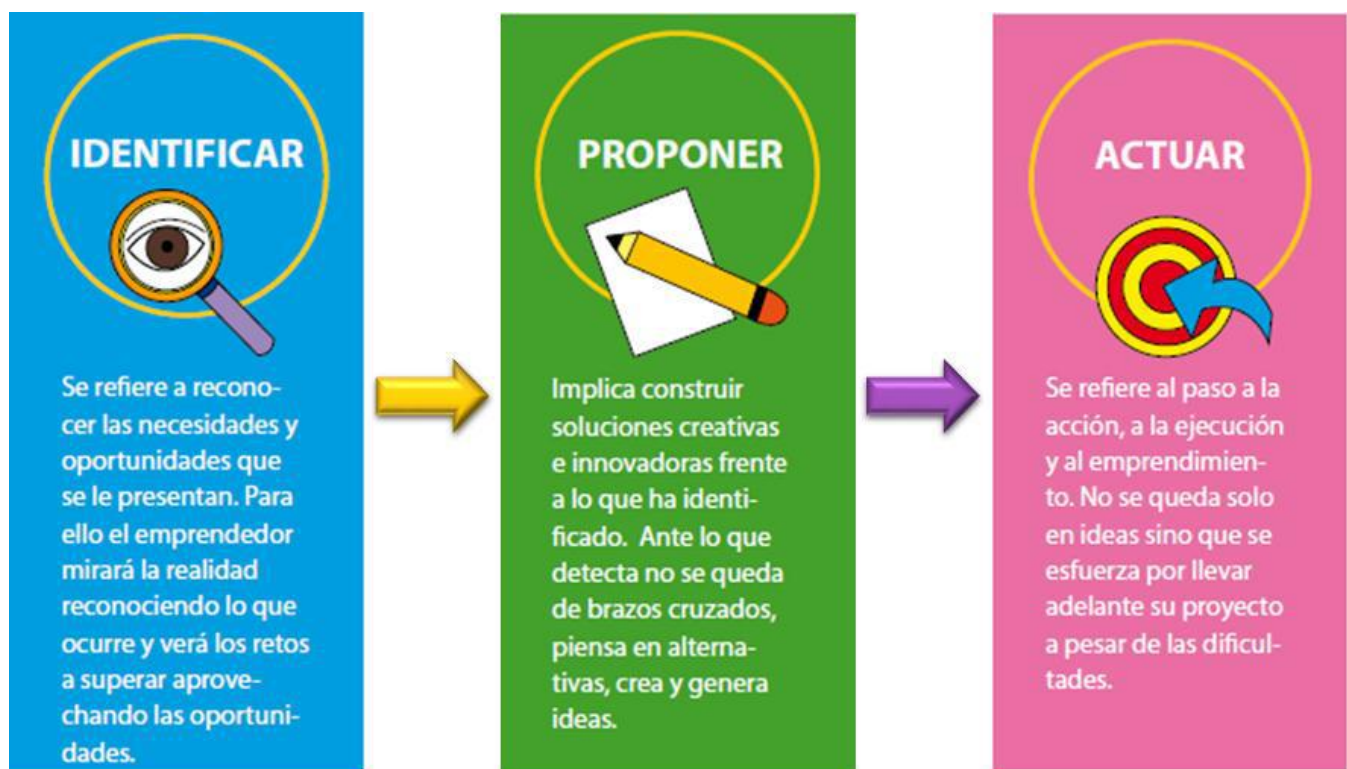 IDENTIFICAR
Se refiere a recono-
cer las necesidades y
oportunidades que
se le presentan. Para
ello el emprendedor
mirará la realidad
reconociendo lo que
ocurre y verá los retos
a superar aprove-
chando las oportuni-
dades.
PROPONER
Implica construir
soluciones creativas
e innovadoras frente
a lo que ha identi-
ficado. Ante lo que
detecta no se queda
de brazos cruzados,
piensa en alterna-
tivas, crea y genera
ideas.
ACTUAR
Se refiere al paso a la
acción, a la ejecución
y al emprendimien-
to. No se queda solo
en ideas sino que se
esfuerza por llevar
adelante su proyecto
a pesar de las dificul-
tades.